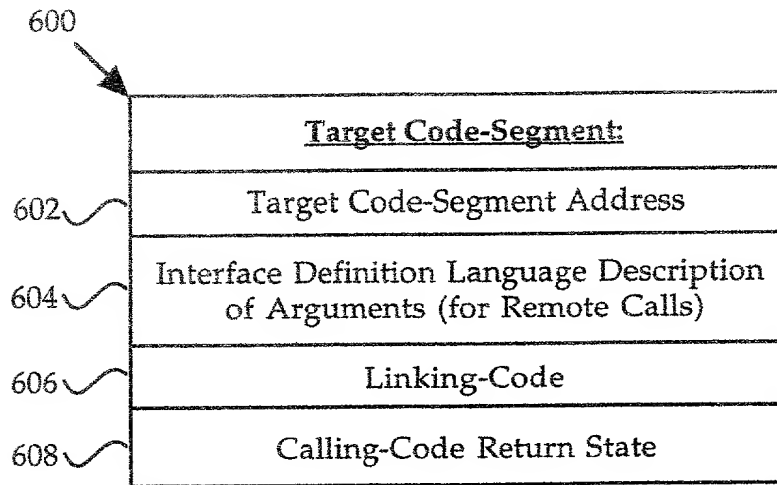 600
Target Code-Segment:
602
Target Code-Segment Address
604
Interface Definition Language Description
of Arguments (for Remote Calls)
606
Linking-Code
608
Calling-Code Return State